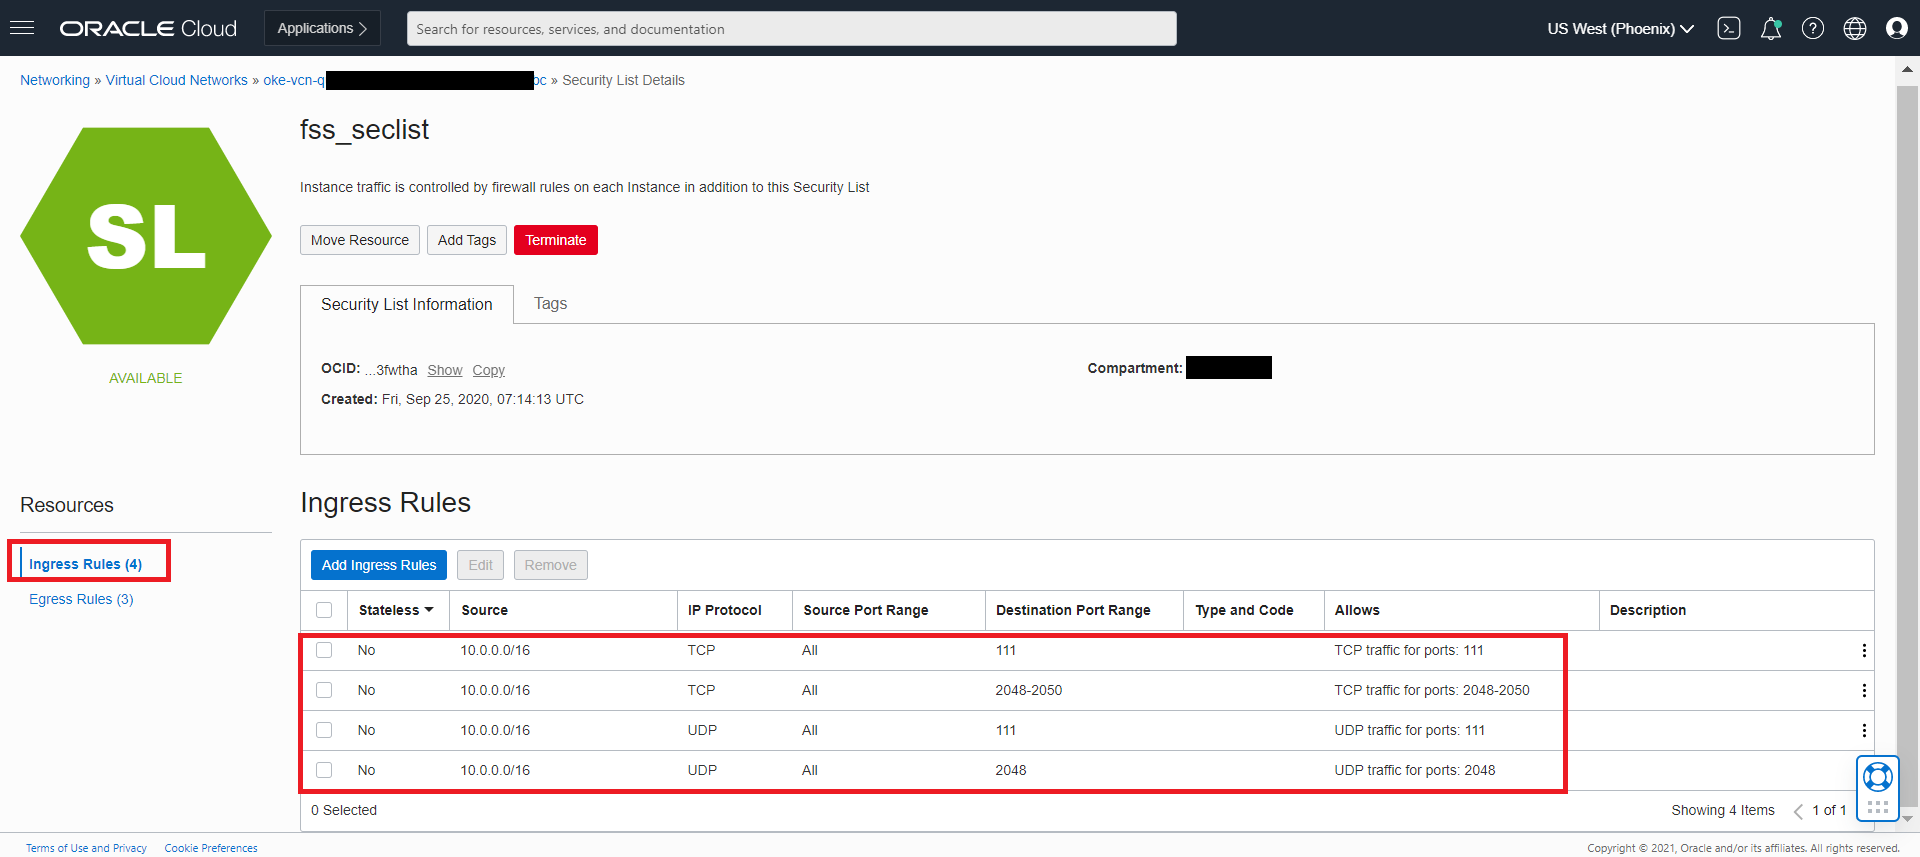 ORACLE Cloud
Applications
Search for resources, services, and documentation
US West (Phoenix)
Networking » Virtual Cloud Networks » oke-vcn-q oc » Security List Details
SL
AVAILABLE
fss_seclist
Instance traffic is controlled by firewall rules on each Instance in addition to this Security List
Move Resource Add Tags Terminate
Security List Information Tags
OCID: ...3fwtha Show Copy
Compartment:
Created: Fri, Sep 25, 2020, 07:14:13 UTC
Resources
Ingress Rules (4)
Egress Rules (3)
Ingress Rules
Add Ingress Rules Edit Remove
Stateless Source IP Protocol Source Port Range Destination Port Range Type and Code Allows Description
No 10.0.0.0/16 TCP All 111 TCP traffic for ports: 111
No 10.0.0.0/16 TCP All 2048-2050 TCP traffic for ports: 2048-2050
No 10.0.0.0/16 UDP All 111 UDP traffic for ports: 111
No 10.0.0.0/16 UDP All 2048 UDP traffic for ports: 2048
0 Selected
Showing 4 Items 1 of 1
Terms of Use and Privacy Cookie Preferences
Copyright © 2021, Oracle and/or its affiliates. All rights reserved.